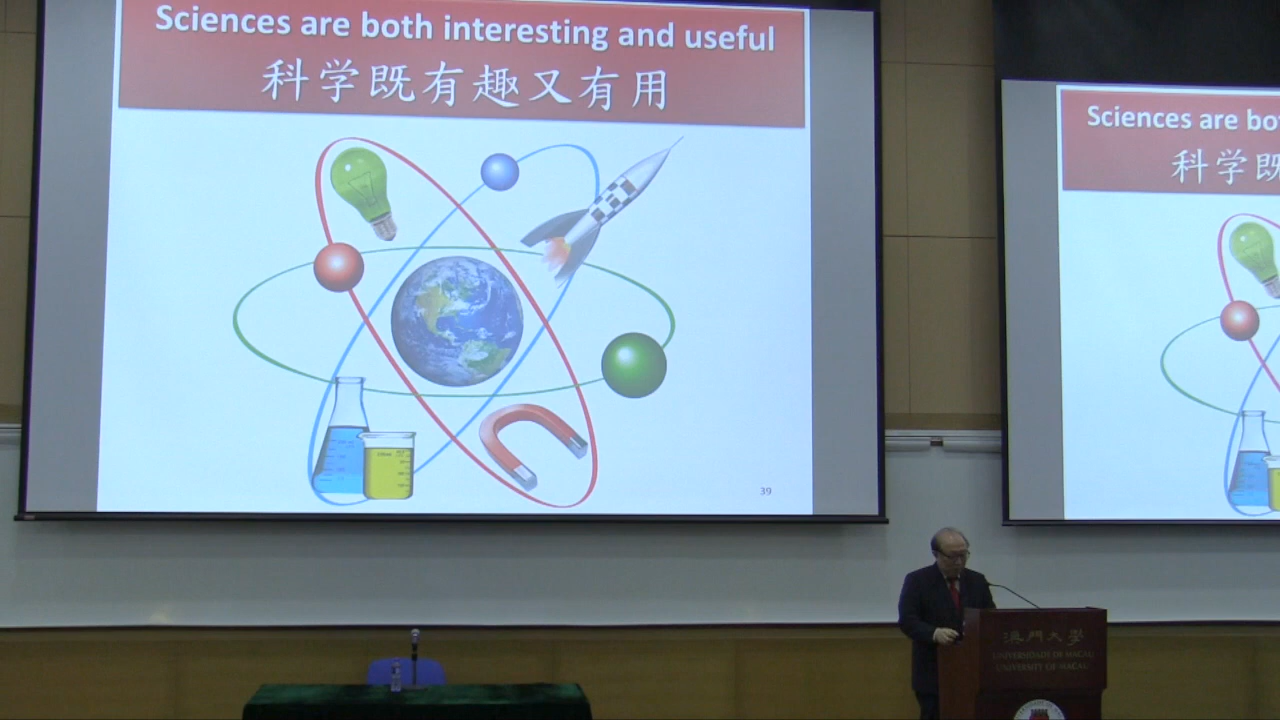 Sciences are both interesting and useful
科学既有趣又有用
39
Sciences are bo
科学既
澳門大學
UNIVERSIDADE DE MACAU
UNIVERSITY OF MACAU